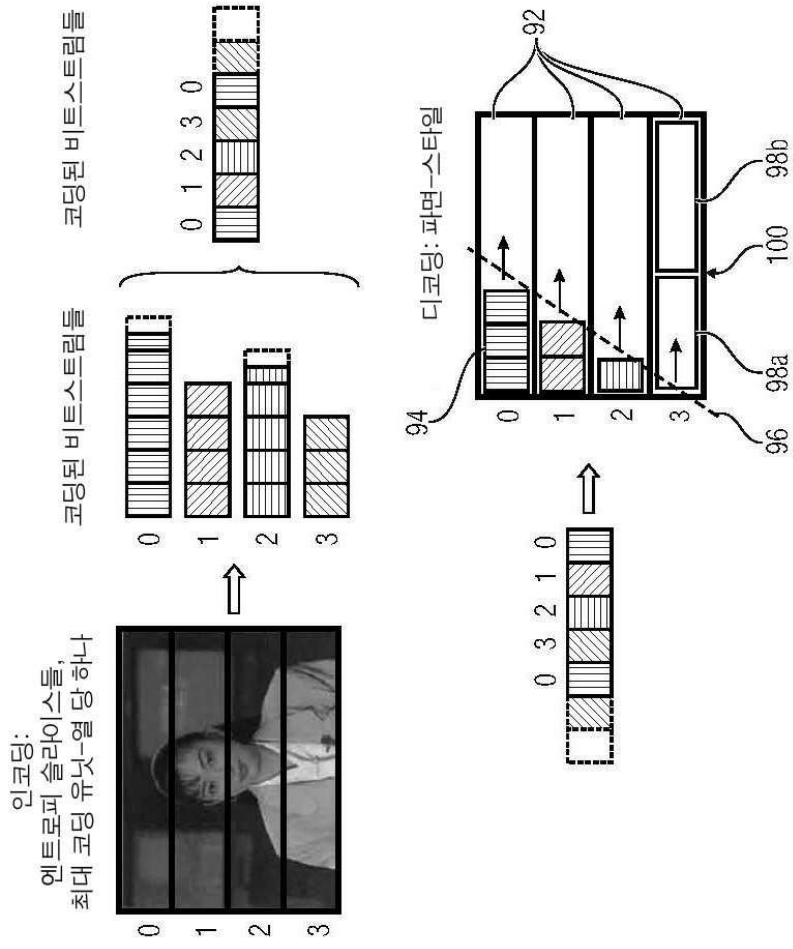 인코딩:
엔트로피 슬라이스들,
최대 코딩 유닛-열 당 하나
0
1
2
3
코딩된 비트스트림들
0
1
2
3
코딩된 비트스트림들
0 1 2 3 0
0 3 2 1 0
디코딩: 파면-스타일
94
0
1
2
3
96
92
98a
100
98b